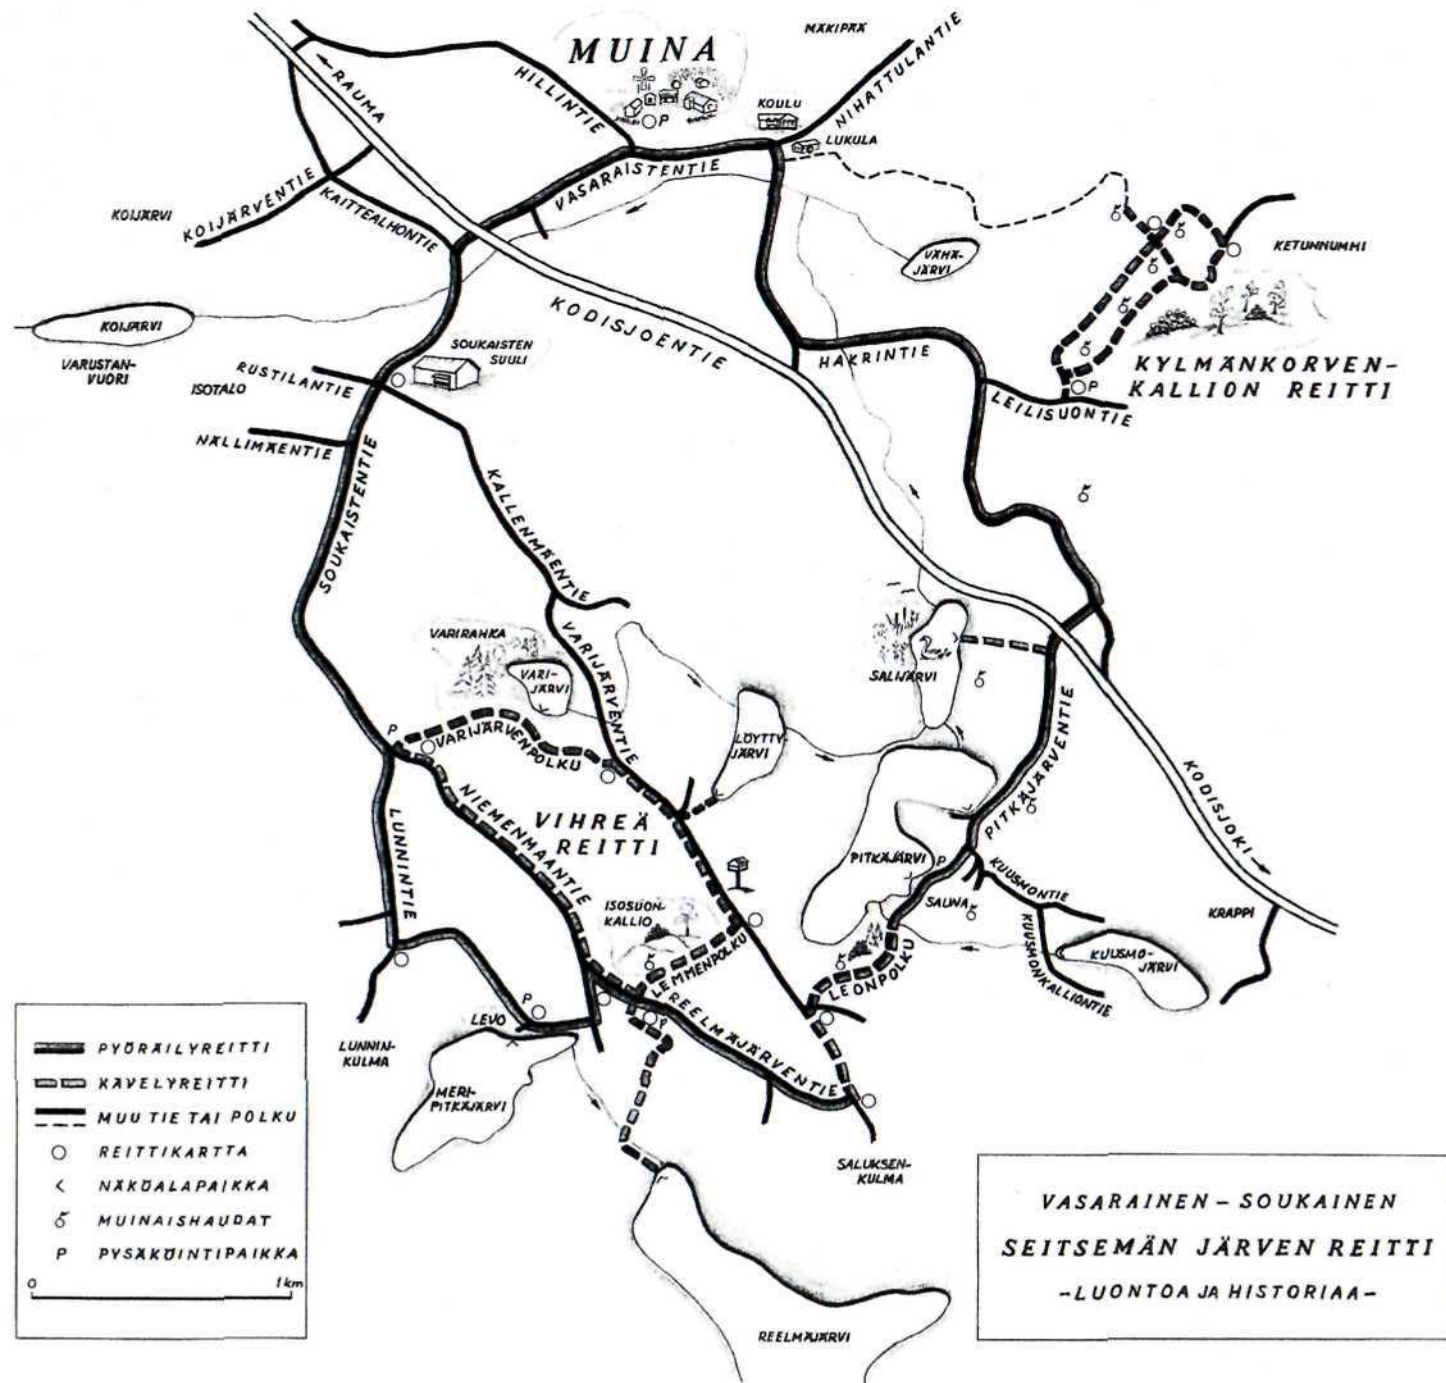 MUINA
MÄKIPÄÄ
NIHATTULANTIE
HILLINTIE
←RAUMA
P
KOULU
LUKULA
VASARAISTENTIE
KOIJÄRVENTIE
KOIJÄRVI
KAITTEALHONTIE
VÄHÄ-
JÄRVI
KETUNNUMMI
KOIJÄRVI
VARUSTAN-
VUORI
KODISJOENTIE
SOUKAISTEN
SUULI
RUSTILANTIE
ISOTALO
HAKRINTIE
KYLMÄNKORVEN-
KALLION REITTI
P
LEILISUONTIE
NÄLLIMÄENTIE
SOUKAISTENTIE
KALLENMÄENTIE
VARIRAHKA
VARI-
JÄRVI
VARIJÄRVENTIE
SALIJÄRVI
P
VARIJÄRVENPOLKU
LÖYTTY-
JÄRVI
PITKÄJÄRVENTIE
KODISJOKI→
NIEMENMAANTIE
VIHREÄ
REITTI
LUNNINTIE
PITKÄJÄRVI
P
KUUSMONTIE
SAUNA
ISOSUON-
KALLIO
KRAPPI
KUUSMONKALLIONTIE
KUUSMO-
JÄRVI
LEMMENPOLKU
LEONPOLKU
P
LEVO
P
REELMÄJÄRVENTIE
LUNNIN-
KULMA
MERI-
PITKÄJÄRVI
SALUKSEN-
KULMA
REELMÄJÄRVI
PYÖRÄILYREITTI
KÄVELYREITTI
MUU TIE TAI POLKU
REITTIKARTTA
NÄKÖALAPAIKKA
MUINAISHAUDAT
P PYSÄKÖINTIPAIKKA
0 1 km
VASARAINEN – SOUKAINEN
SEITSEMÄN JÄRVEN REITTI
-LUONTOA JA HISTORIAA-